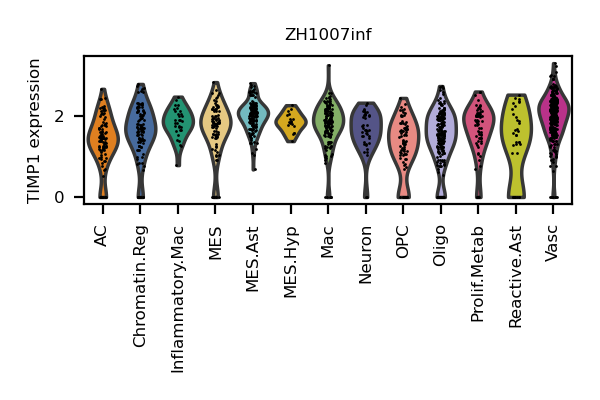 ZH1007inf
TIMP1 expression
2
0
AC
Chromatin.Reg
Inflammatory.Mac
MES
MES.Ast
MES.Hyp
Mac
Neuron
OPC
Oligo
Prolif.Metab
Reactive.Ast
Vasc